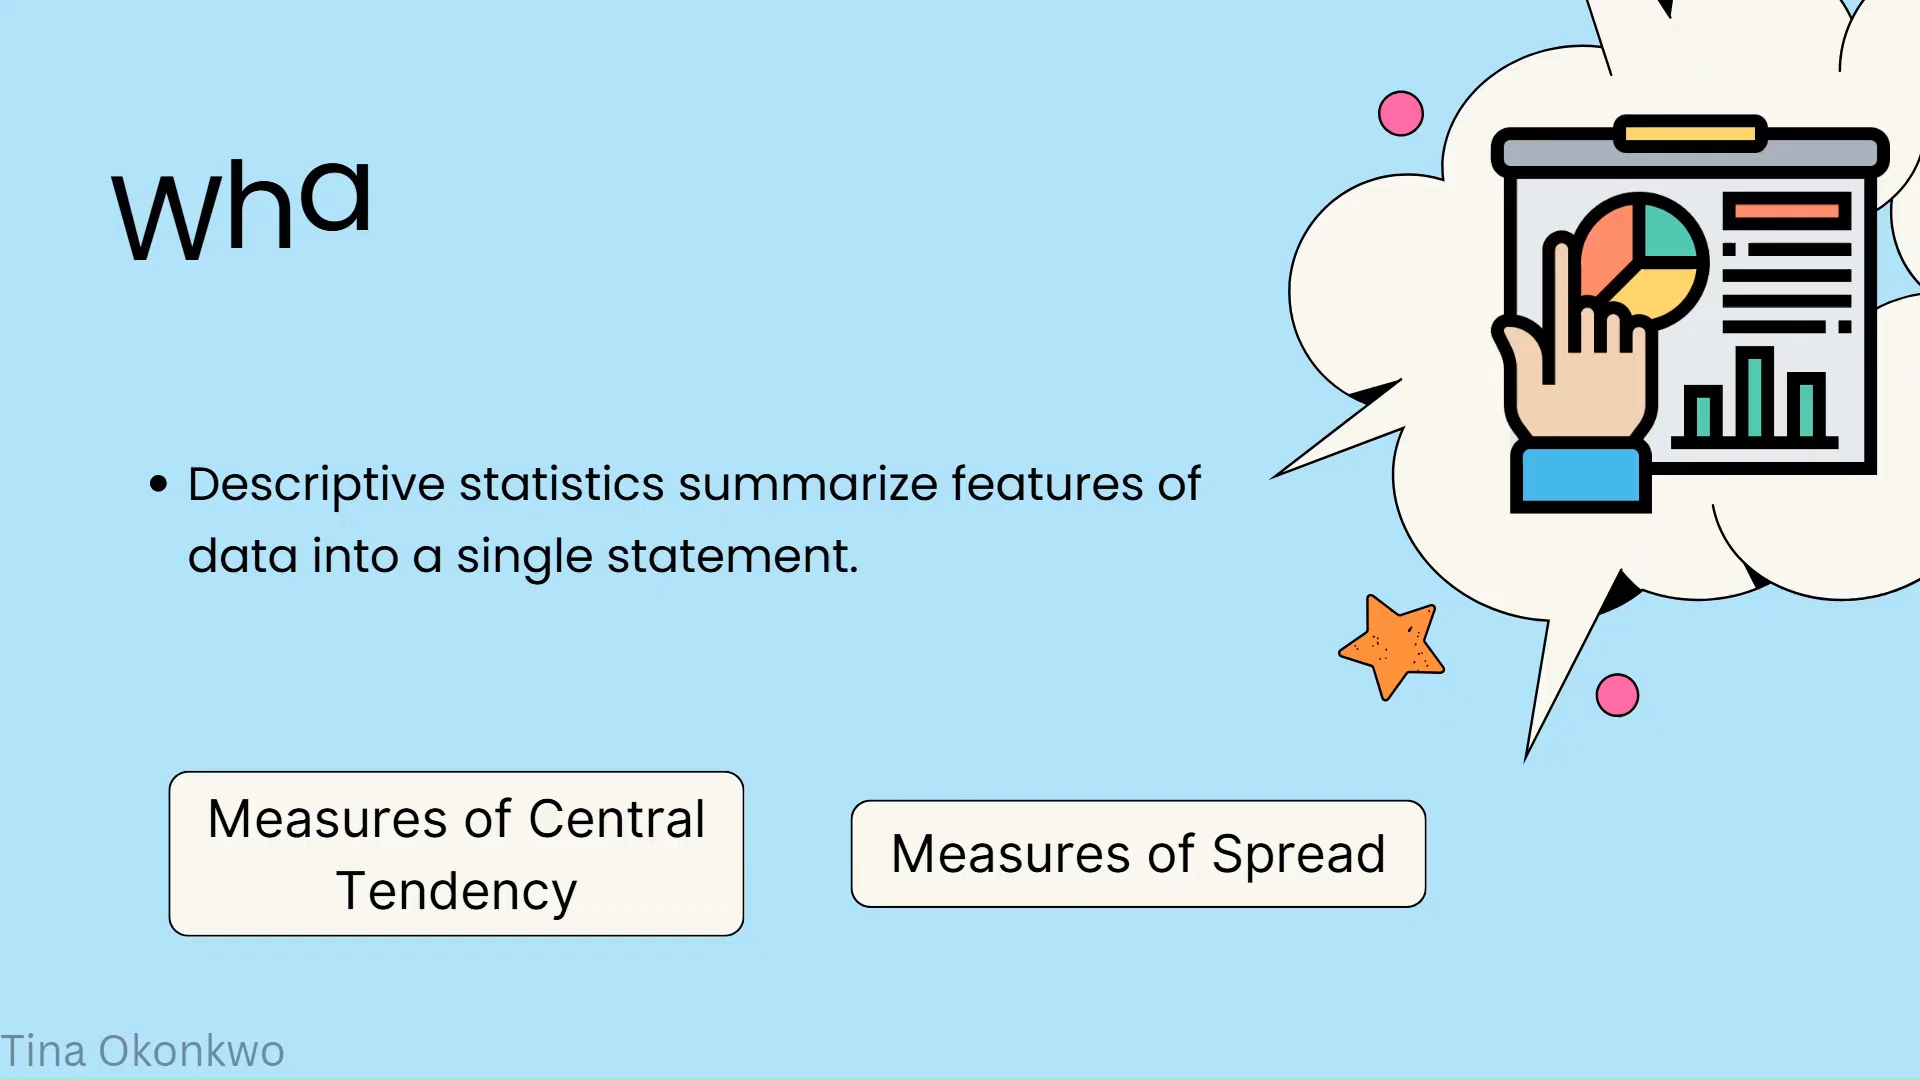 Wha
• Descriptive statistics summarize features of
data into a single statement.
Measures of Central
Tendency
Measures of Spread
Tina Okonkwo